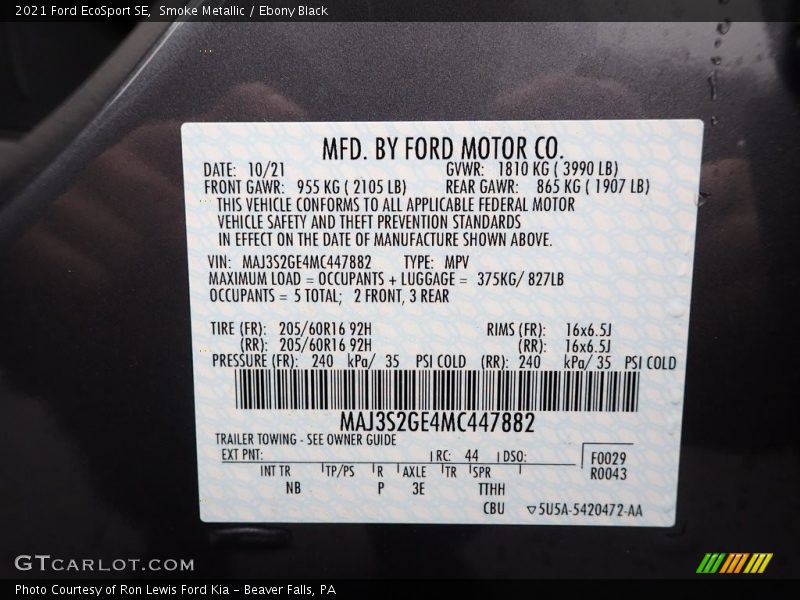 2021 Ford EcoSport SE,  Smoke Metallic / Ebony Black
MFD. BY FORD MOTOR CO.
DATE: 10/21 GVWR: 1810 KG ( 3990 LB)
FRONT GAWR: 955 KG ( 2105 LB) REAR GAWR: 865 KG ( 1907 LB)
THIS VEHICLE CONFORMS TO ALL APPLICABLE FEDERAL MOTOR
VEHICLE SAFETY AND THEFT PREVENTION STANDARDS
IN EFFECT ON THE DATE OF MANUFACTURE SHOWN ABOVE.
VIN: MAJ3S2GE4MC447882 TYPE: MPV
MAXIMUM LOAD = OCCUPANTS + LUGGAGE = 375KG/ 827LB
OCCUPANTS = 5 TOTAL; 2 FRONT, 3 REAR
TIRE (FR): 205/60R16 92H RIMS (FR): 16x6.5J
(RR): 205/60R16 92H (RR): 16x6.5J
PRESSURE (FR): 240 kPa/ 35 PSI COLD (RR): 240 kPa/ 35 PSI COLD
MAJ3S2GE4MC447882
TRAILER TOWING - SEE OWNER GUIDE
EXT PNT: RC: 44 DSO: F0029
R0043
INT TR TP/PS R AXLE TR SPR
NB P 3E TTHH
CBU ▽5U5A-5420472-AA
GTCARLOT.COM
Photo Courtesy of Ron Lewis Ford Kia – Beaver Falls, PA